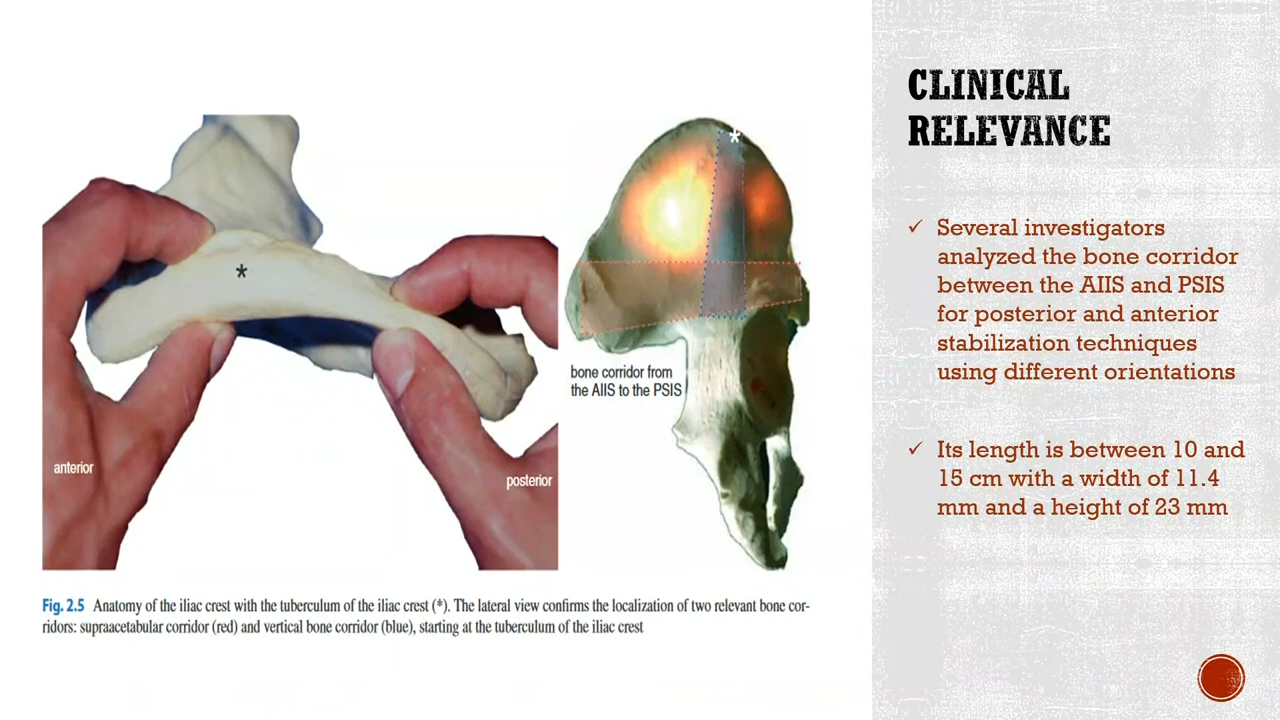 CLINICAL
RELEVANCE
✓ Several investigators
analyzed the bone corridor
between the AIIS and PSIS
for posterior and anterior
stabilization techniques
using different orientations
✓ Its length is between 10 and
15 cm with a width of 11.4
mm and a height of 23 mm
*
*
bone corridor from
the AIIS to the PSIS
anterior
posterior
Fig. 2.5 Anatomy of the iliac crest with the tuberculum of the iliac crest (*). The lateral view confirms the localization of two relevant bone cor-
ridors: supraacetabular corridor (red) and vertical bone corridor (blue), starting at the tuberculum of the iliac crest